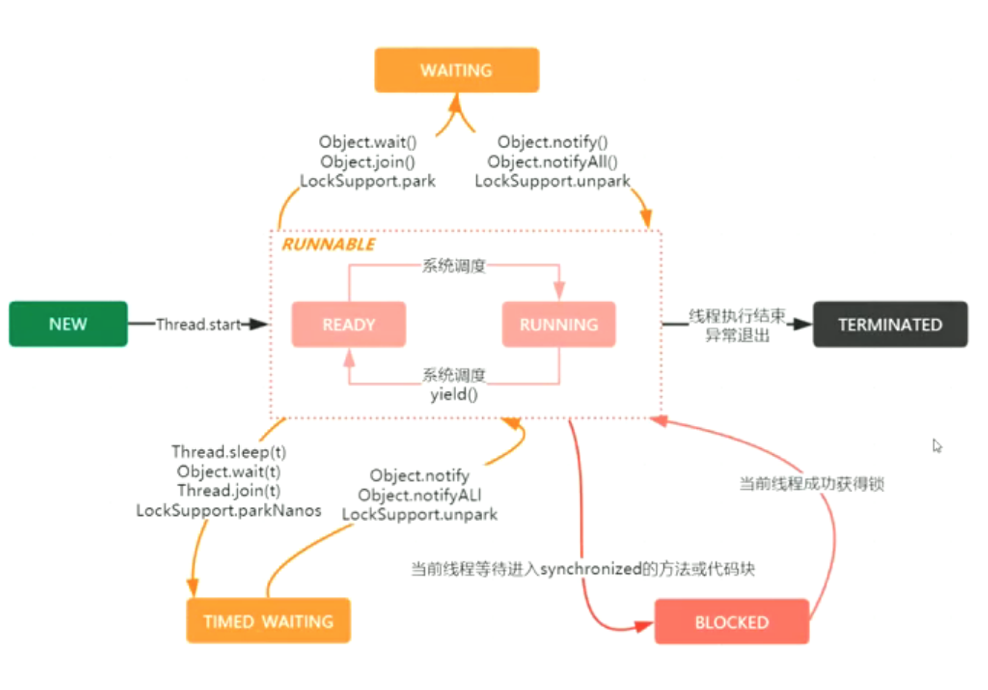 WAITING
Object.wait()
Object.join()
LockSupport.park
Object.notify()
Object.notifyAll()
LockSupport.unpark
RUNNABLE
系统调度
NEW
Thread.start
READY
RUNNING
线程执行结束
异常退出
TERMINATED
系统调度
yield()
Thread.sleep(t)
Object.wait(t)
Thread.join(t)
LockSupport.parkNanos
Object.notify
Object.notifyALl
LockSupport.unpark
当前线程成功获得锁
当前线程等待进入synchronized的方法或代码块
TIMED WAITING
BLOCKED